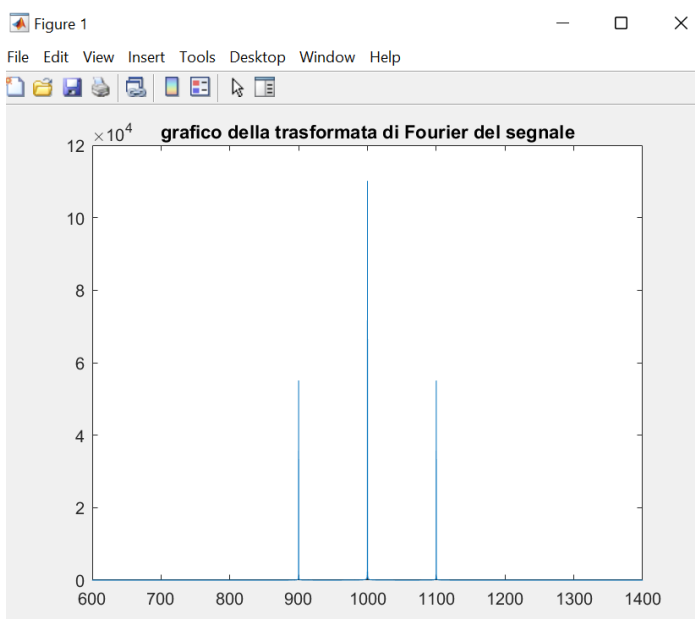 Figure 1
File Edit View Insert Tools Desktop Window Help
×10⁴ grafico della trasformata di Fourier del segnale
12
10
8
6
4
2
0
600 700 800 900 1000 1100 1200 1300 1400